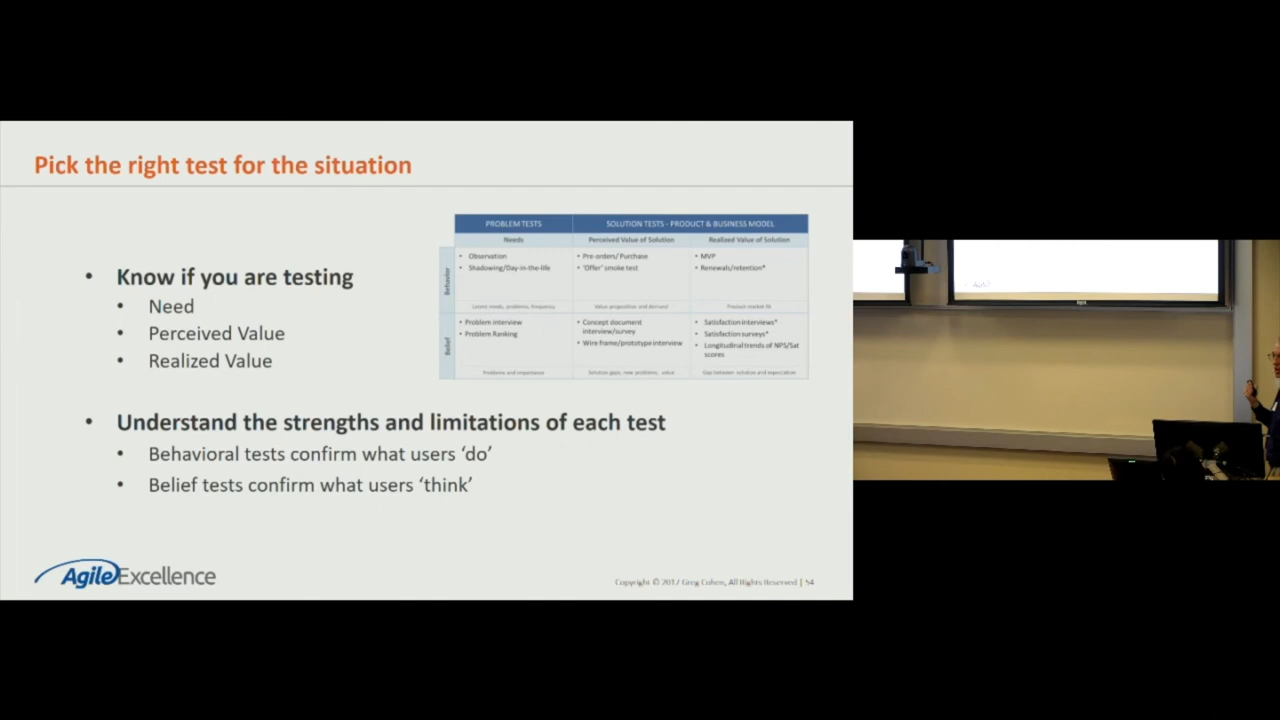 Pick the right test for the situation
• Know if you are testing
• Need
• Perceived Value
• Realized Value
PROBLEM TESTS
SOLUTION TESTS - PRODUCT & BUSINESS MODEL
Needs
Perceived Value of Solution
Realized Value of Solution
Behavior
• Observation
• Shadowing/Day-in-the-life
Latent needs, problems, frequency
• Pre-orders/ Purchase
• 'Offer' smoke test
Value proposition and demand
• MVP
• Renewals/retention*
Product market fit
Belief
• Problem interview
• Problem Ranking
Problems and importance
• Concept document
interview/survey
• Wire frame/prototype interview
Solution gaps, new problems, value
• Satisfaction interviews*
• Satisfaction surveys*
• Longitudinal trends of NPS/Sat
scores
Gap between solution and expectation
• Understand the strengths and limitations of each test
• Behavioral tests confirm what users ‘do’
• Belief tests confirm what users ‘think’
AgileExcellence
Copyright © 2017 Greg Cohen, All Rights Reserved | 54